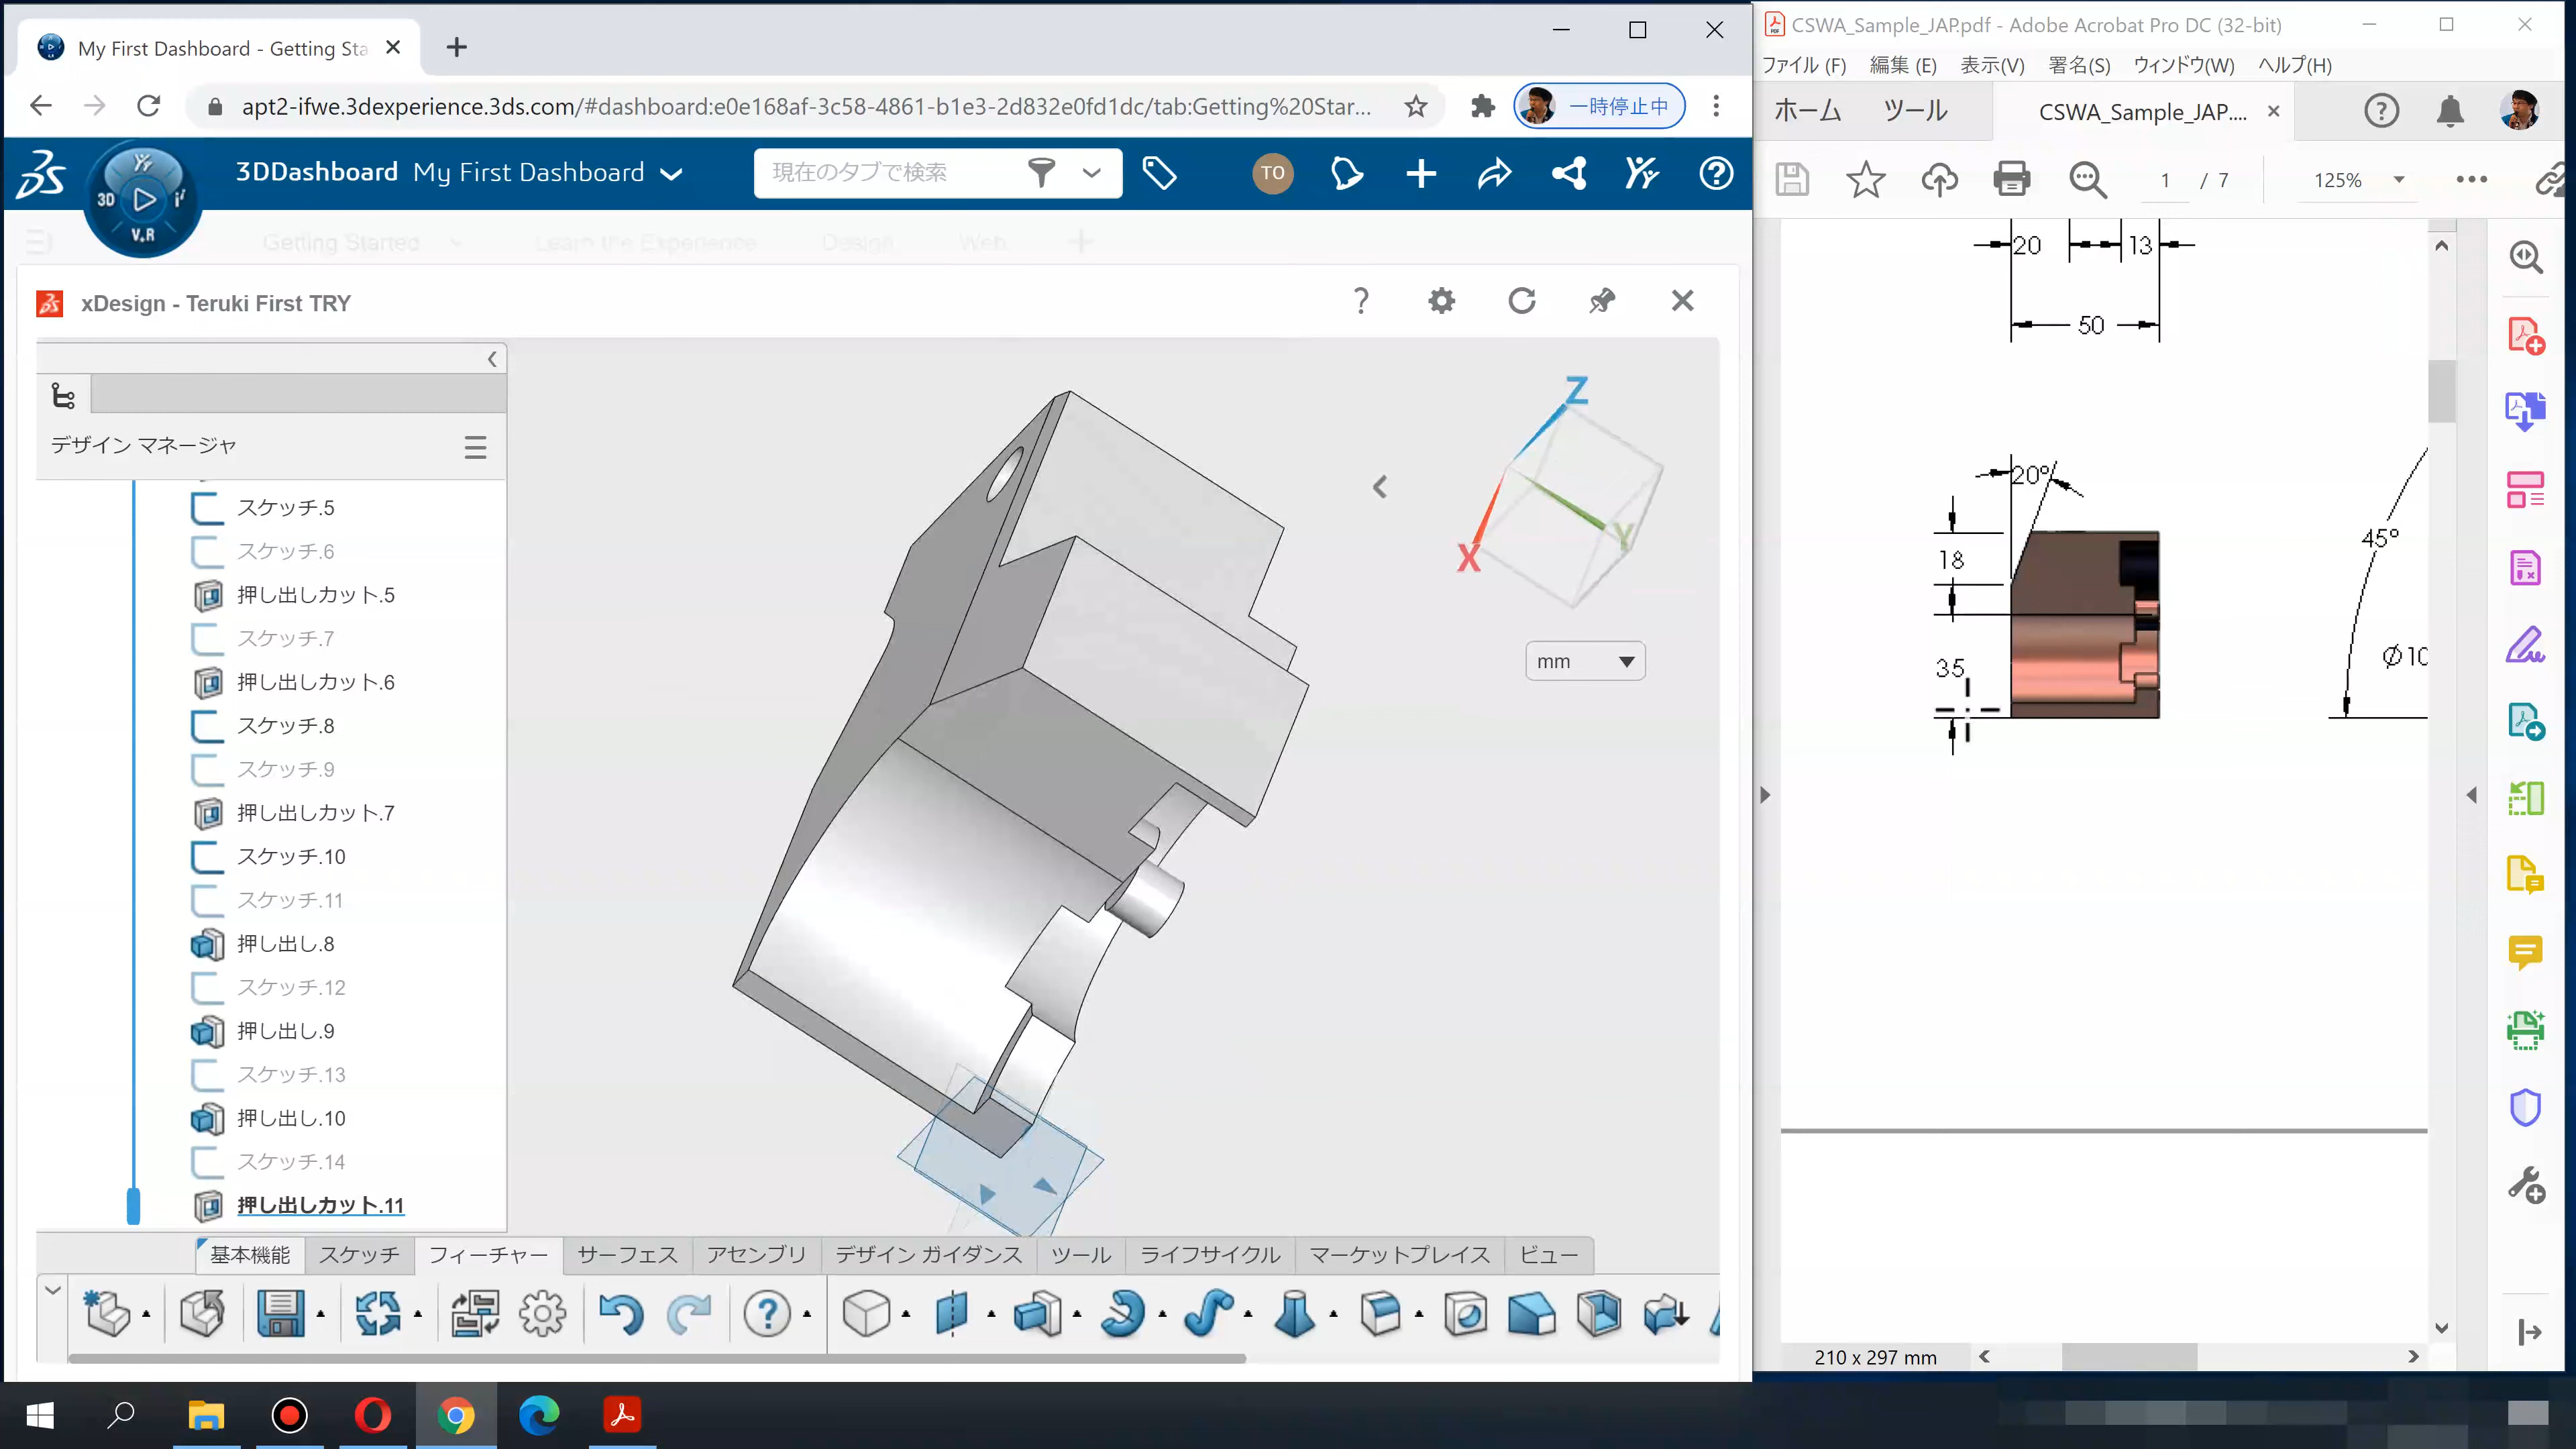 My First Dashboard - Getting Sta
apt2-ifwe.3dexperience.3ds.com/#dashboard:e0e168af-3c58-4861-b1e3-2d832e0fd1dc/tab:Getting%20Star...
一時停止中
3DDashboard My First Dashboard
現在のタブで検索
TO
3D
V.R
Getting Started
Learn the Experience
Design
Web
xDesign - Teruki First TRY
デザイン マネージャ
スケッチ.5
スケッチ.6
押し出しカット.5
スケッチ.7
押し出しカット.6
スケッチ.8
スケッチ.9
押し出しカット.7
スケッチ.10
スケッチ.11
押し出し.8
スケッチ.12
押し出し.9
スケッチ.13
押し出し.10
スケッチ.14
押し出しカット.11
Z
X
Y
mm
基本機能
スケッチ
フィーチャー
サーフェス
アセンブリ
デザイン ガイダンス
ツール
ライフサイクル
マーケットプレイス
ビュー
CSWA_Sample_JAP.pdf - Adobe Acrobat Pro DC (32-bit)
ファイル (F) 編集 (E) 表示(V) 署名(S) ウィンドウ(W) ヘルプ(H)
ホーム
ツール
CSWA_Sample_JAP....
1 / 7
125%
20
13
50
20°
18
35
45°
Ø10
210 x 297 mm